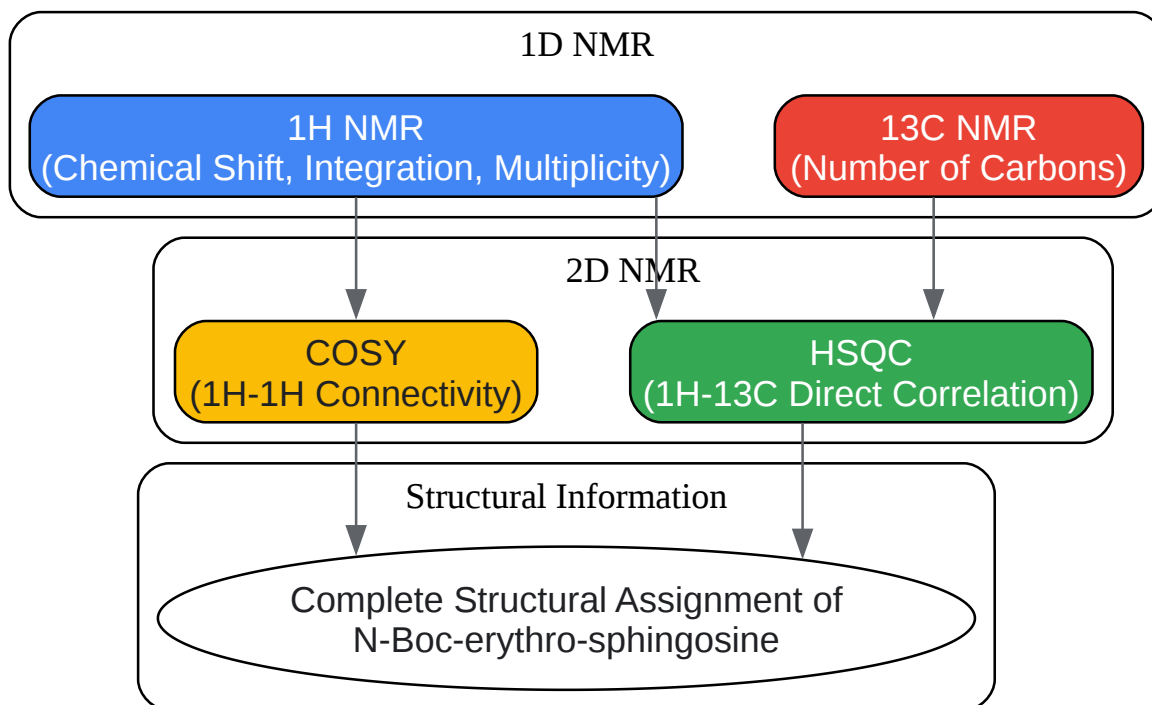 1D NMR
1H NMR
(Chemical Shift, Integration, Multiplicity)
13C NMR
(Number of Carbons)
2D NMR
COSY
(1H-1H Connectivity)
HSQC
(1H-13C Direct Correlation)
Structural Information
Complete Structural Assignment of
N-Boc-erythro-sphingosine